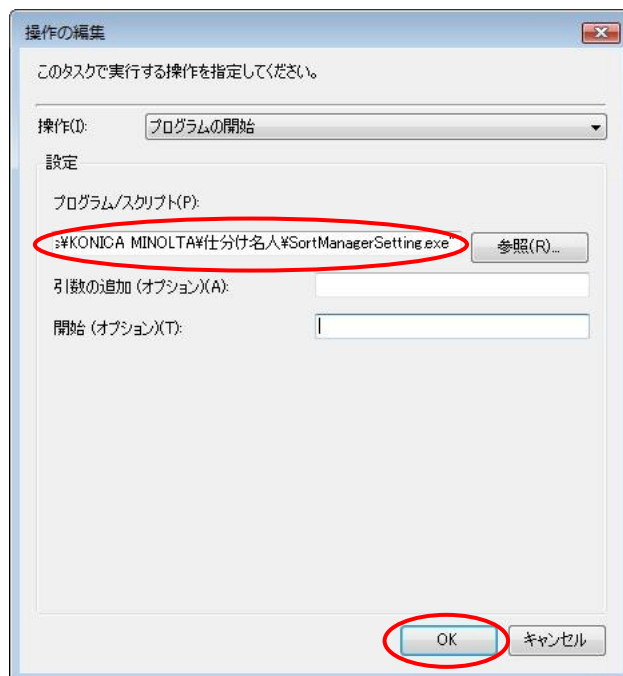 操作の編集
このタスクで実行する操作を指定してください。
操作(I): プログラムの開始
設定
プログラム/スクリプト(P):
s¥KONICA MINOLTA¥仕分け名人¥SortManagerSetting.exe" 参照(R)...
引数の追加 (オプション)(A):
開始 (オプション)(T):
OK キャンセル